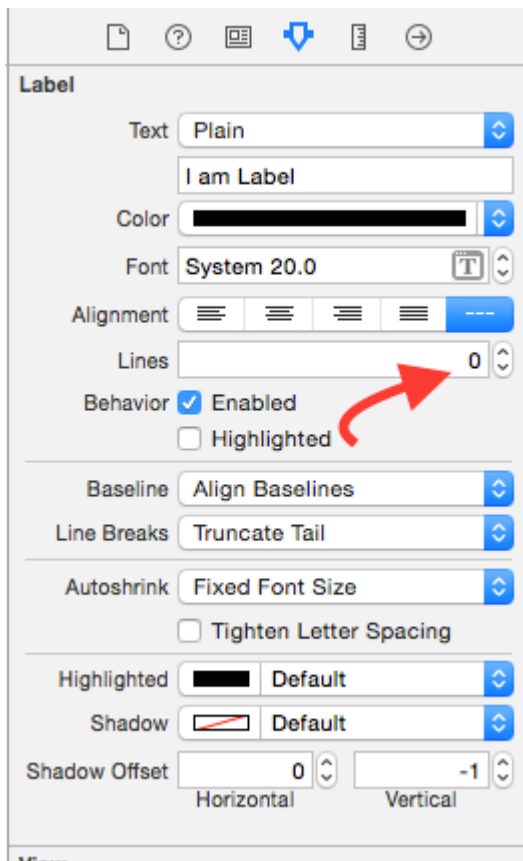 Label
Text Plain
I am Label
Color
Font System 20.0 T
Alignment ---
Lines 0
Behavior Enabled
Highlighted
Baseline Align Baselines
Line Breaks Truncate Tail
Autoshrink Fixed Font Size
Tighten Letter Spacing
Highlighted Default
Shadow Default
Shadow Offset 0 -1
Horizontal Vertical